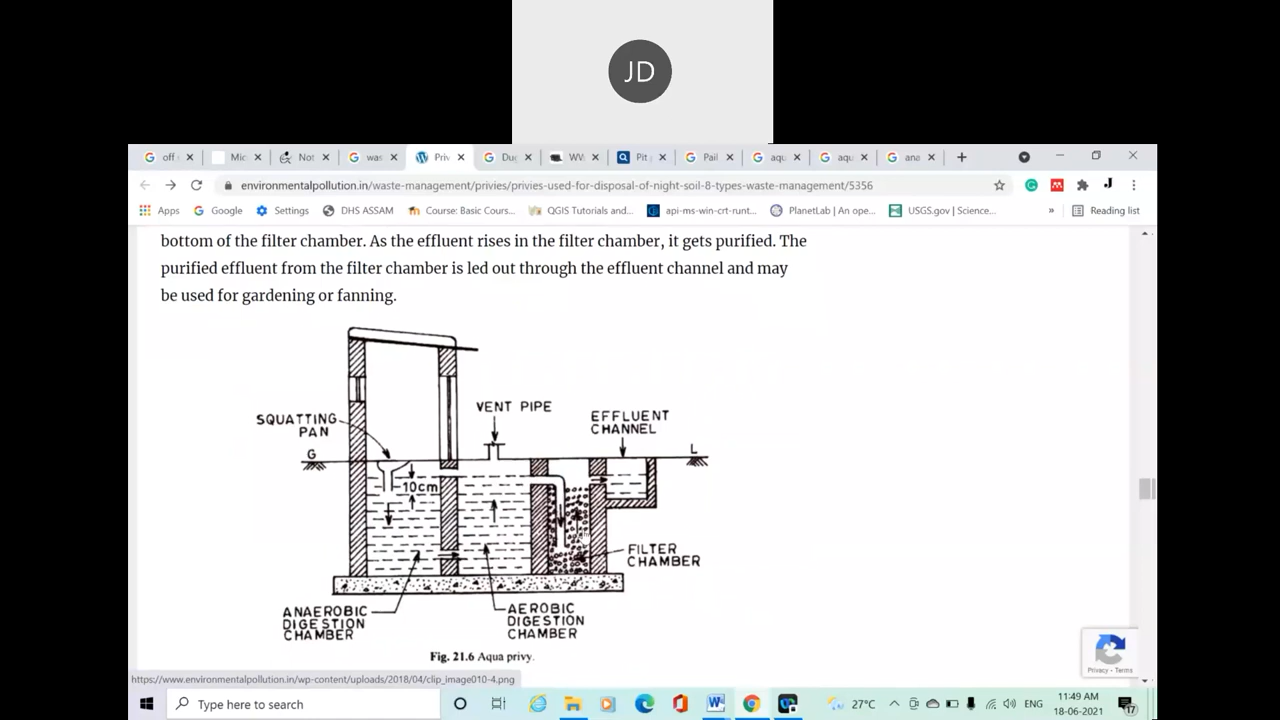 JD
off
Mic
Not
was
Priv
Du
WV
Pit
Pail
aqu
aqu
ana
environmentalpollution.in/waste-management/privies/privies-used-for-disposal-of-night-soil-8-types-waste-management/5356
Apps
Google
Settings
DHS ASSAM
Course: Basic Cours...
QGIS Tutorials and...
api-ms-win-crt-runt...
PlanetLab | An ope...
USGS.gov | Science...
»
Reading list
bottom of the filter chamber. As the effluent rises in the filter chamber, it gets purified. The
purified effluent from the filter chamber is led out through the effluent channel and may
be used for gardening or fanning.
SQUATTING
PAN
VENT PIPE
EFFLUENT
CHANNEL
G
L
10cm
FILTER
CHAMBER
ANAEROBIC
DIGESTION
CHAMBER
AEROBIC
DIGESTION
CHAMBER
Fig. 21.6 Aqua privy.
Privacy - Terms
https://www.environmentalpollution.in/wp-content/uploads/2018/04/clip_image010-4.png
Type here to search
27°C
ENG
11:49 AM
18-06-2021
17